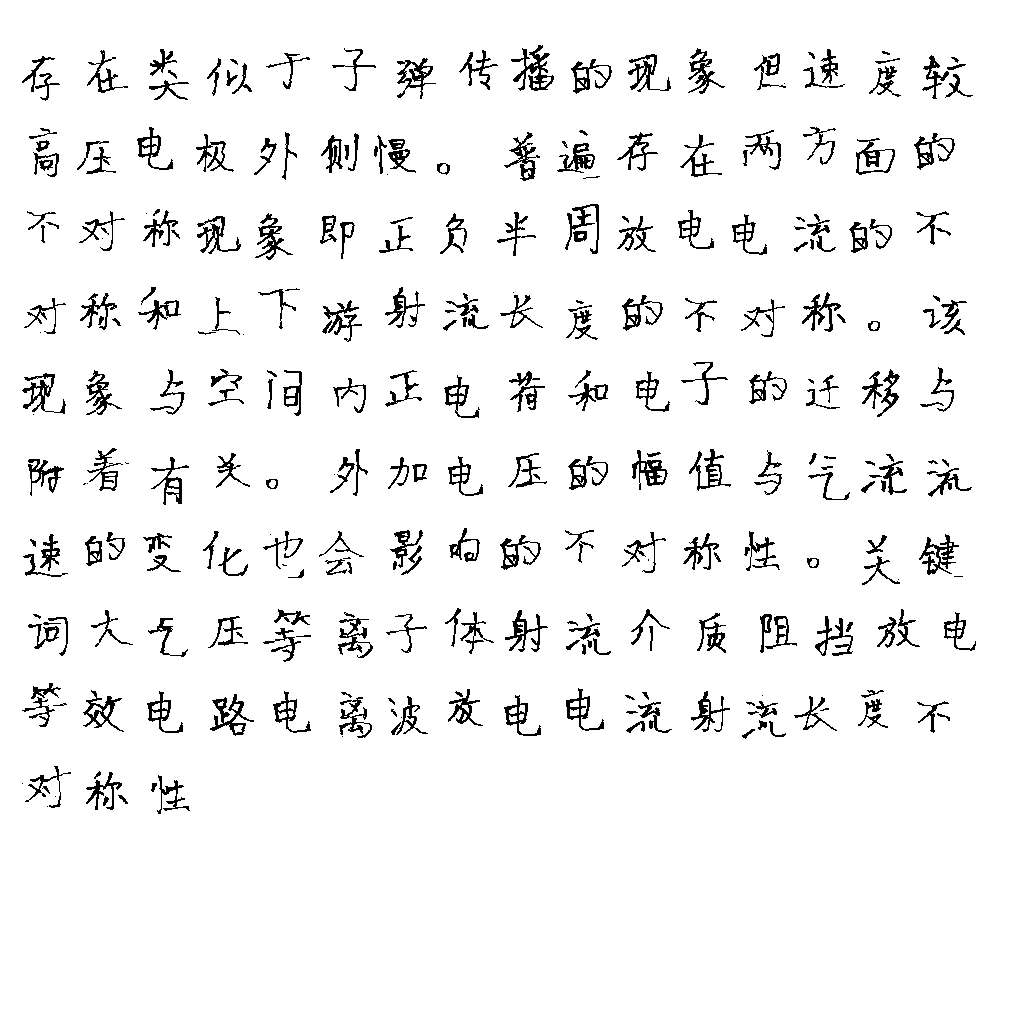 存在类似于子弹传播的现象但速度较
高压电极外侧慢。普遍存在两方面的
不对称现象即正负半周放电电流的不
对称和上下游射流长度的不对称。该
现象与空间内正电荷和电子的迁移与
附着有关。外加电压的幅值与气流流
速的变化也会影响的不对称性。关键
词大气压等离子体射流介质阻挡放电
等效电路电离波放电电流射流长度不
对称性